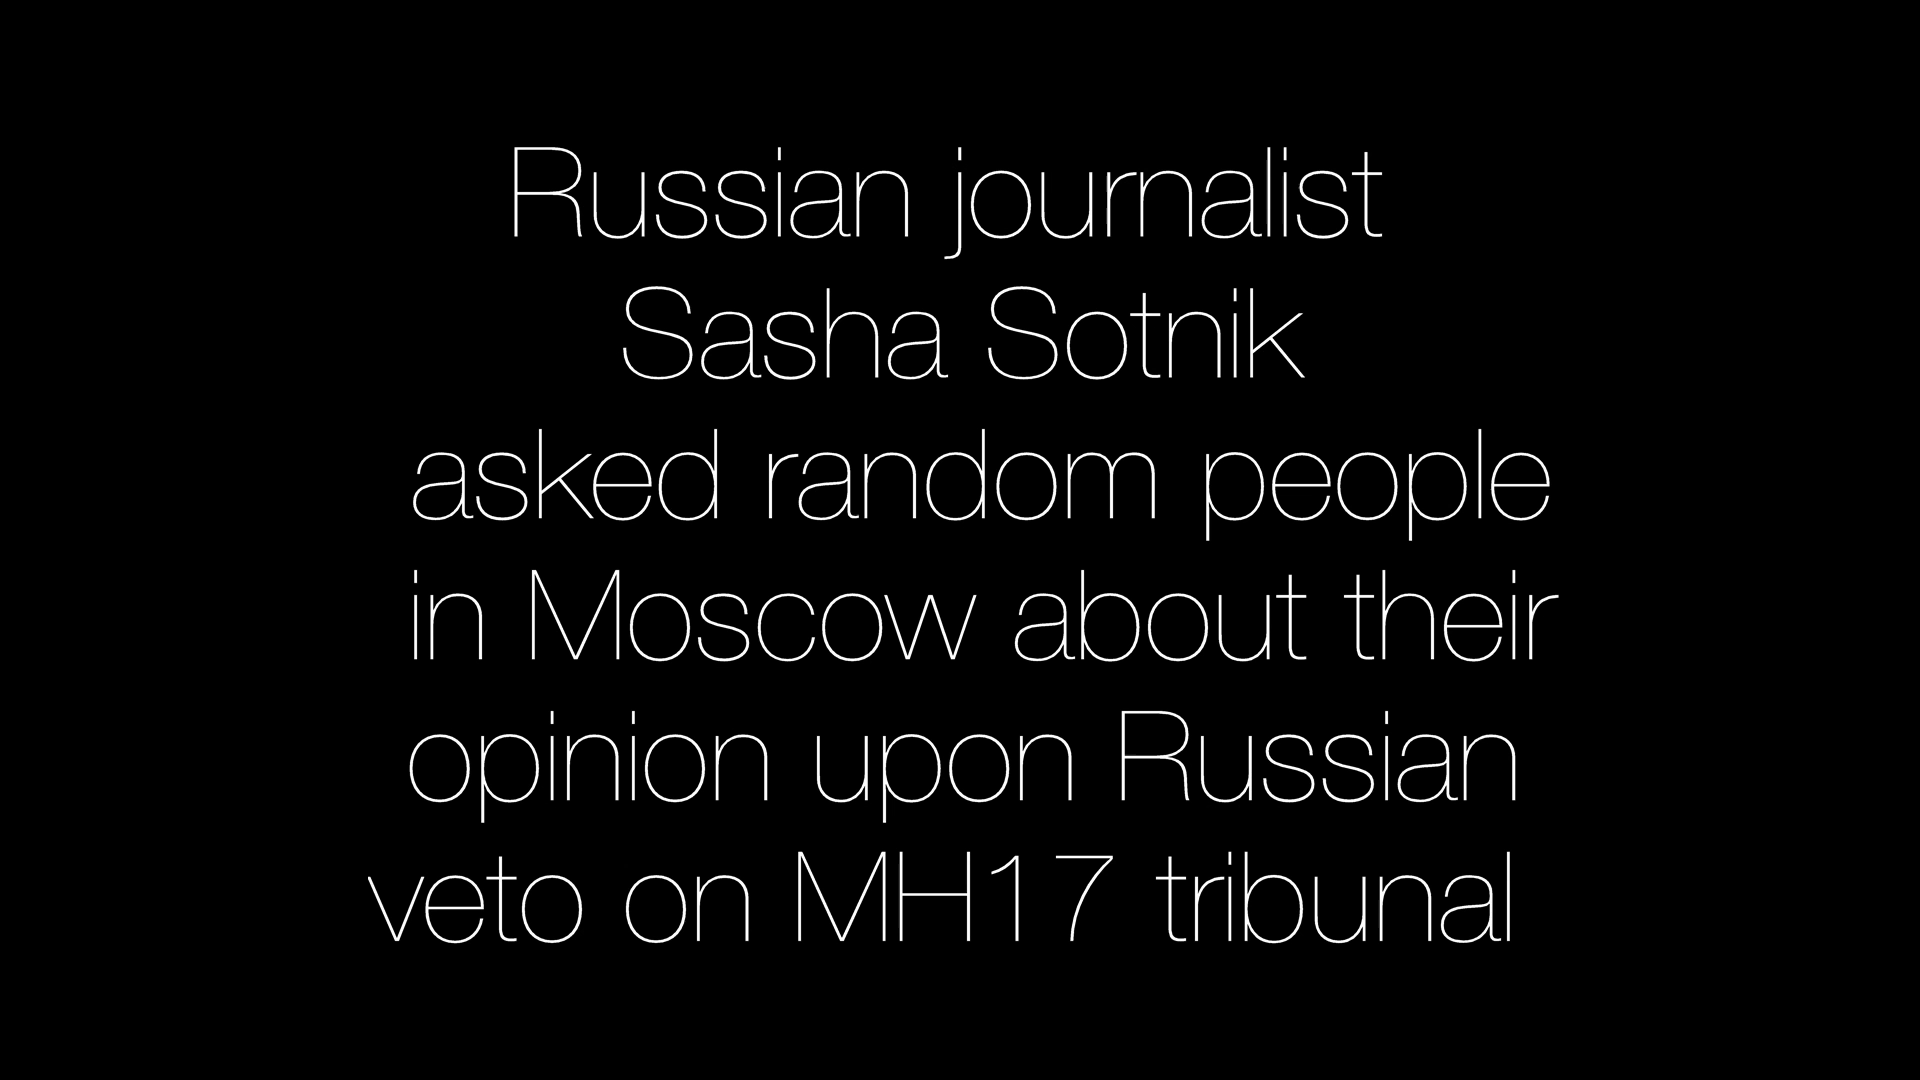 Russian journalist
Sasha Sotnik
asked random people
in Moscow about their
opinion upon Russian
veto on MH17 tribunal